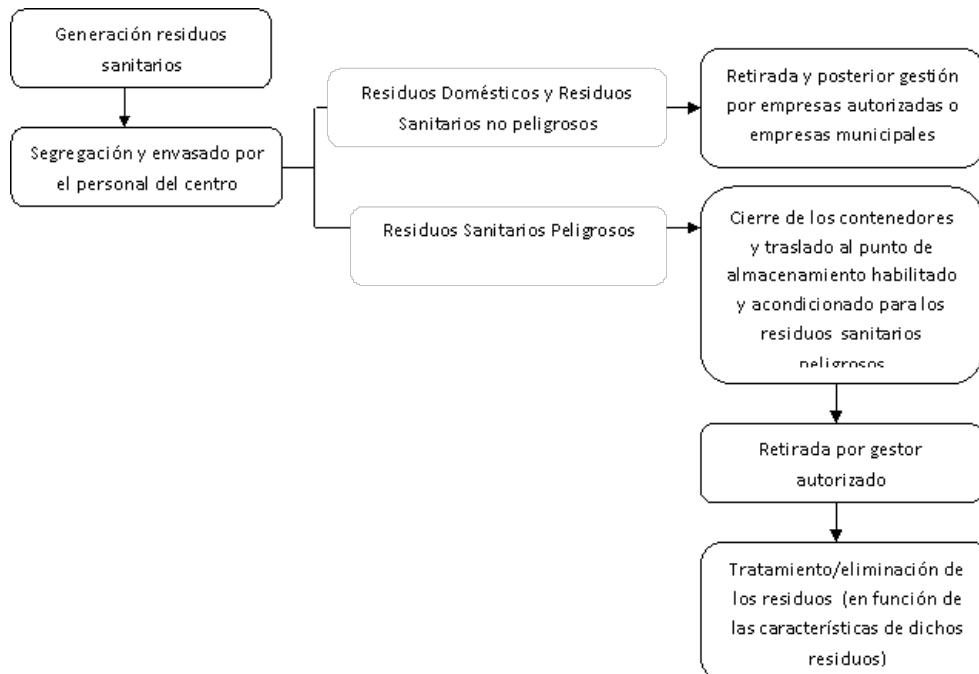 Generación residuos
sanitarios
Segregación y envasado por
el personal del centro
Residuos Domésticos y Residuos
Sanitarios no peligrosos
Retirada y posterior gestión
por empresas autorizadas o
empresas municipales
Residuos Sanitarios Peligrosos
Cierre de los contenedores
y traslado al punto de
almacenamiento habilitado
y acondicionado para los
residuos sanitarios
peligrosos
Retirada por gestor
autorizado
Tratamiento/eliminación de
los residuos (en función de
las características de dichos
residuos)